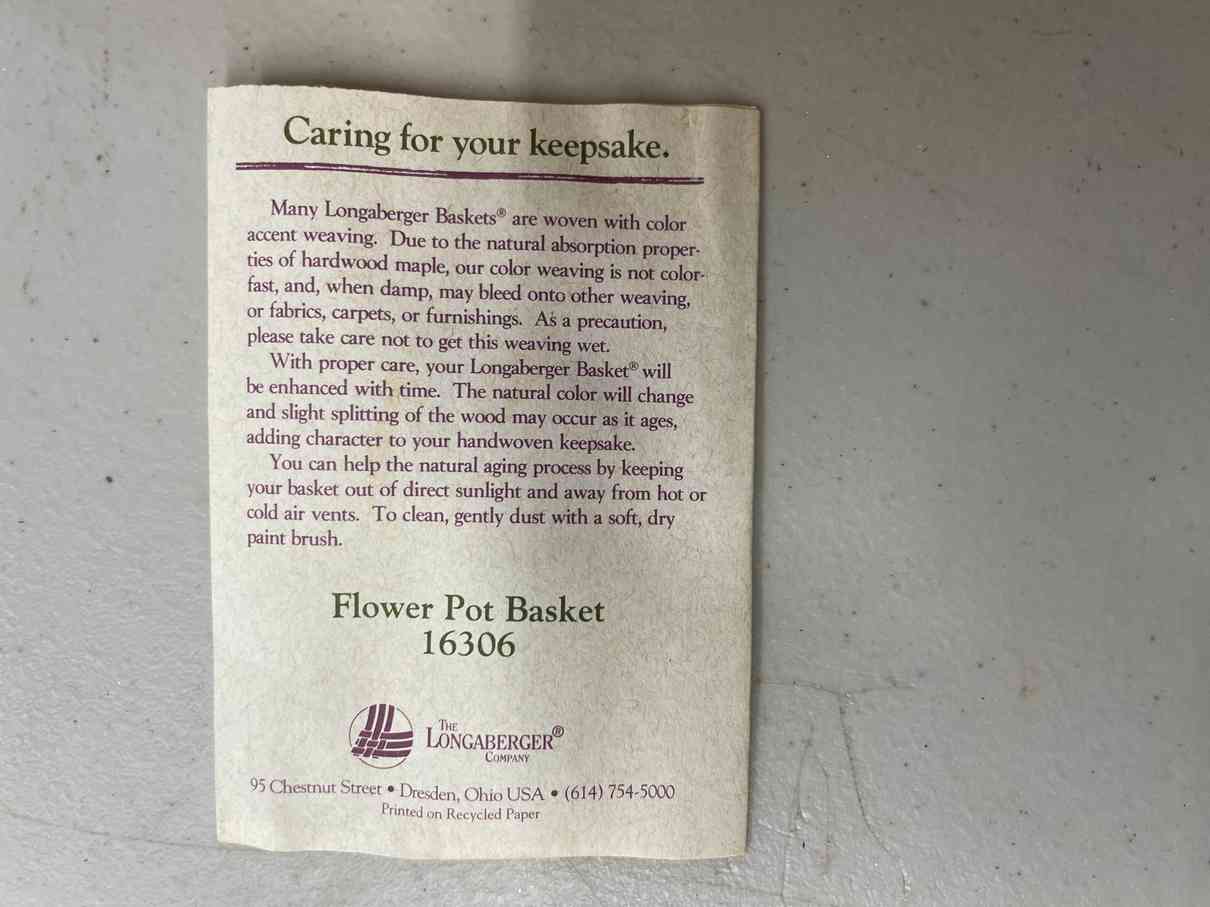 Caring for your keepsake.
Many Longaberger Baskets® are woven with color
accent weaving. Due to the natural absorption proper-
ties of hardwood maple, our color weaving is not color-
fast, and, when damp, may bleed onto other weaving,
or fabrics, carpets, or furnishings. As a precaution,
please take care not to get this weaving wet.
With proper care, your Longaberger Basket® will
be enhanced with time. The natural color will change
and slight splitting of the wood may occur as it ages,
adding character to your handwoven keepsake.
You can help the natural aging process by keeping
your basket out of direct sunlight and away from hot or
cold air vents. To clean, gently dust with a soft, dry
paint brush.
Flower Pot Basket
16306
THE
LONGABERGER®
COMPANY
95 Chestnut Street • Dresden, Ohio USA • (614) 754-5000
Printed on Recycled Paper